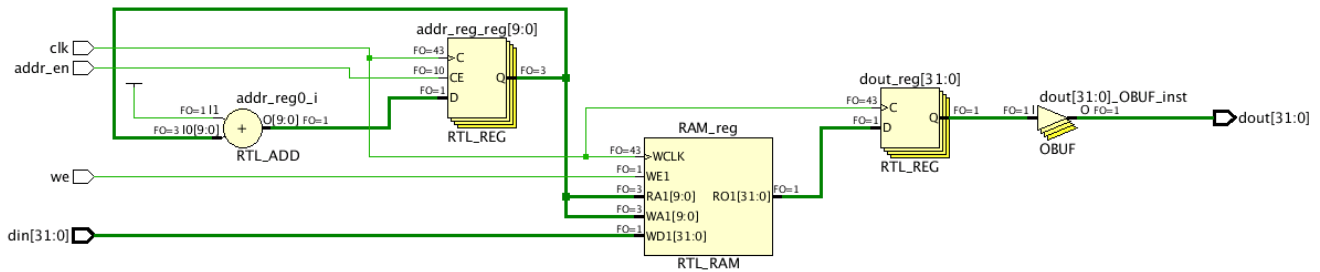 clk
addr_en
we
din[31:0]
FO=1 I1
FO=3 I0[9:0]
addr_reg0_i
+
O[9:0] FO=1
RTL_ADD
addr_reg_reg[9:0]
FO=43 C
FO=10 CE
FO=1 D
Q FO=3
RTL_REG
RAM_reg
FO=43 WCLK
FO=1 WE1
FO=3 RA1[9:0]
FO=3 WA1[9:0]
FO=1 WD1[31:0]
RO1[31:0] FO=1
RTL_RAM
dout_reg[31:0]
FO=43 C
FO=1 D
Q FO=1
RTL_REG
dout[31:0]_OBUF_inst
FO=1 I
O FO=1
OBUF
dout[31:0]